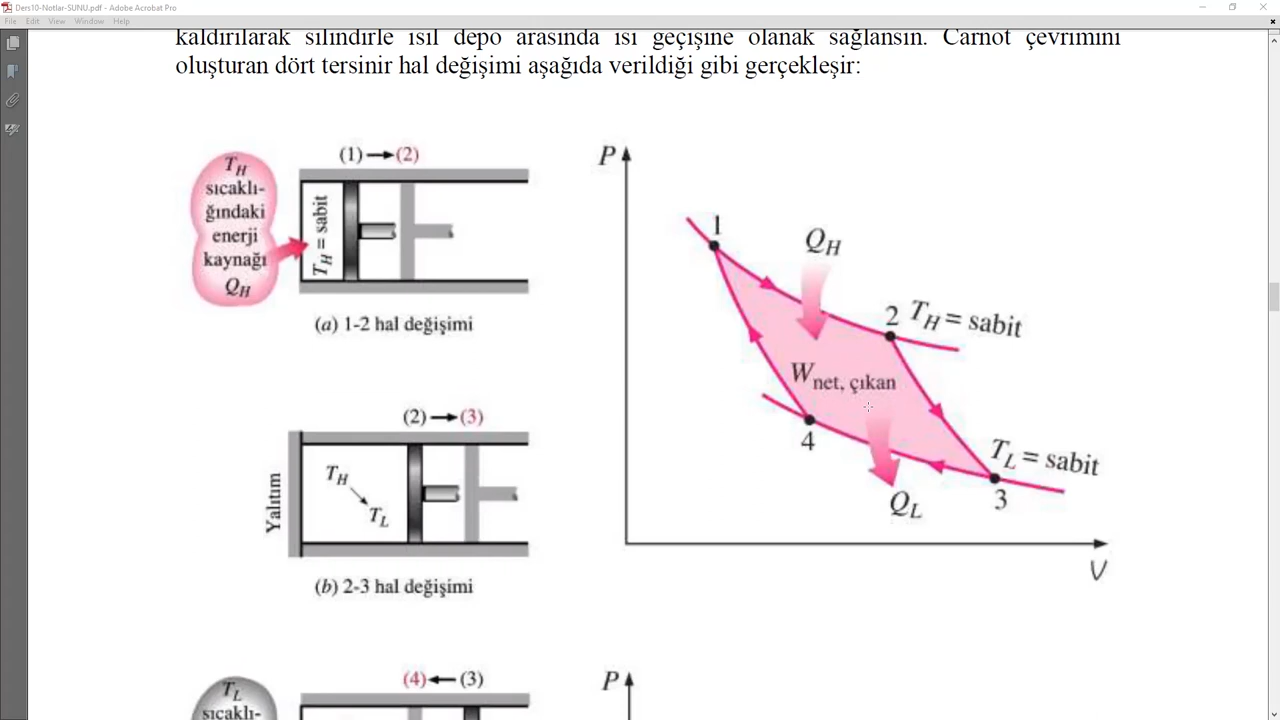 Ders10-Notlar-SUNU.pdf - Adobe Acrobat Pro
File Edit View Window Help
kaldırılarak silindirle ısıl depo arasında ısı geçişine olanak sağlansın. Carnot çevrimini
oluşturan dört tersinir hal değişimi aşağıda verildiği gibi gerçekleşir:
(1) → (2)
T_H
sıcaklı-
ğındaki
enerji
kaynağı
Q_H
T_H = sabit
(a) 1-2 hal değişimi
(2) → (3)
Yalıtım
T_H
T_L
(b) 2-3 hal değişimi
P
1
Q_H
2 T_H = sabit
W_net, çıkan
4
T_L = sabit
Q_L
3
V
(4) ← (3)
T_L
sıcaklı-
P